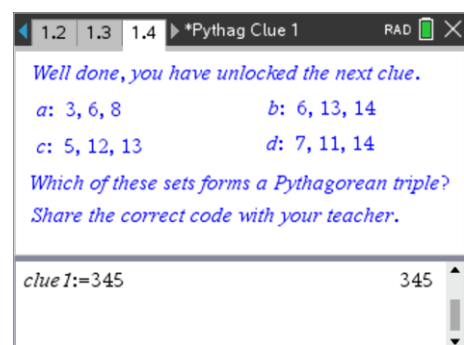 1.2 1.3 1.4 *Pythag Clue 1 RAD
Well done, you have unlocked the next clue.
a: 3, 6, 8 b: 6, 13, 14
c: 5, 12, 13 d: 7, 11, 14
Which of these sets forms a Pythagorean triple?
Share the correct code with your teacher.
clue1:=345 345